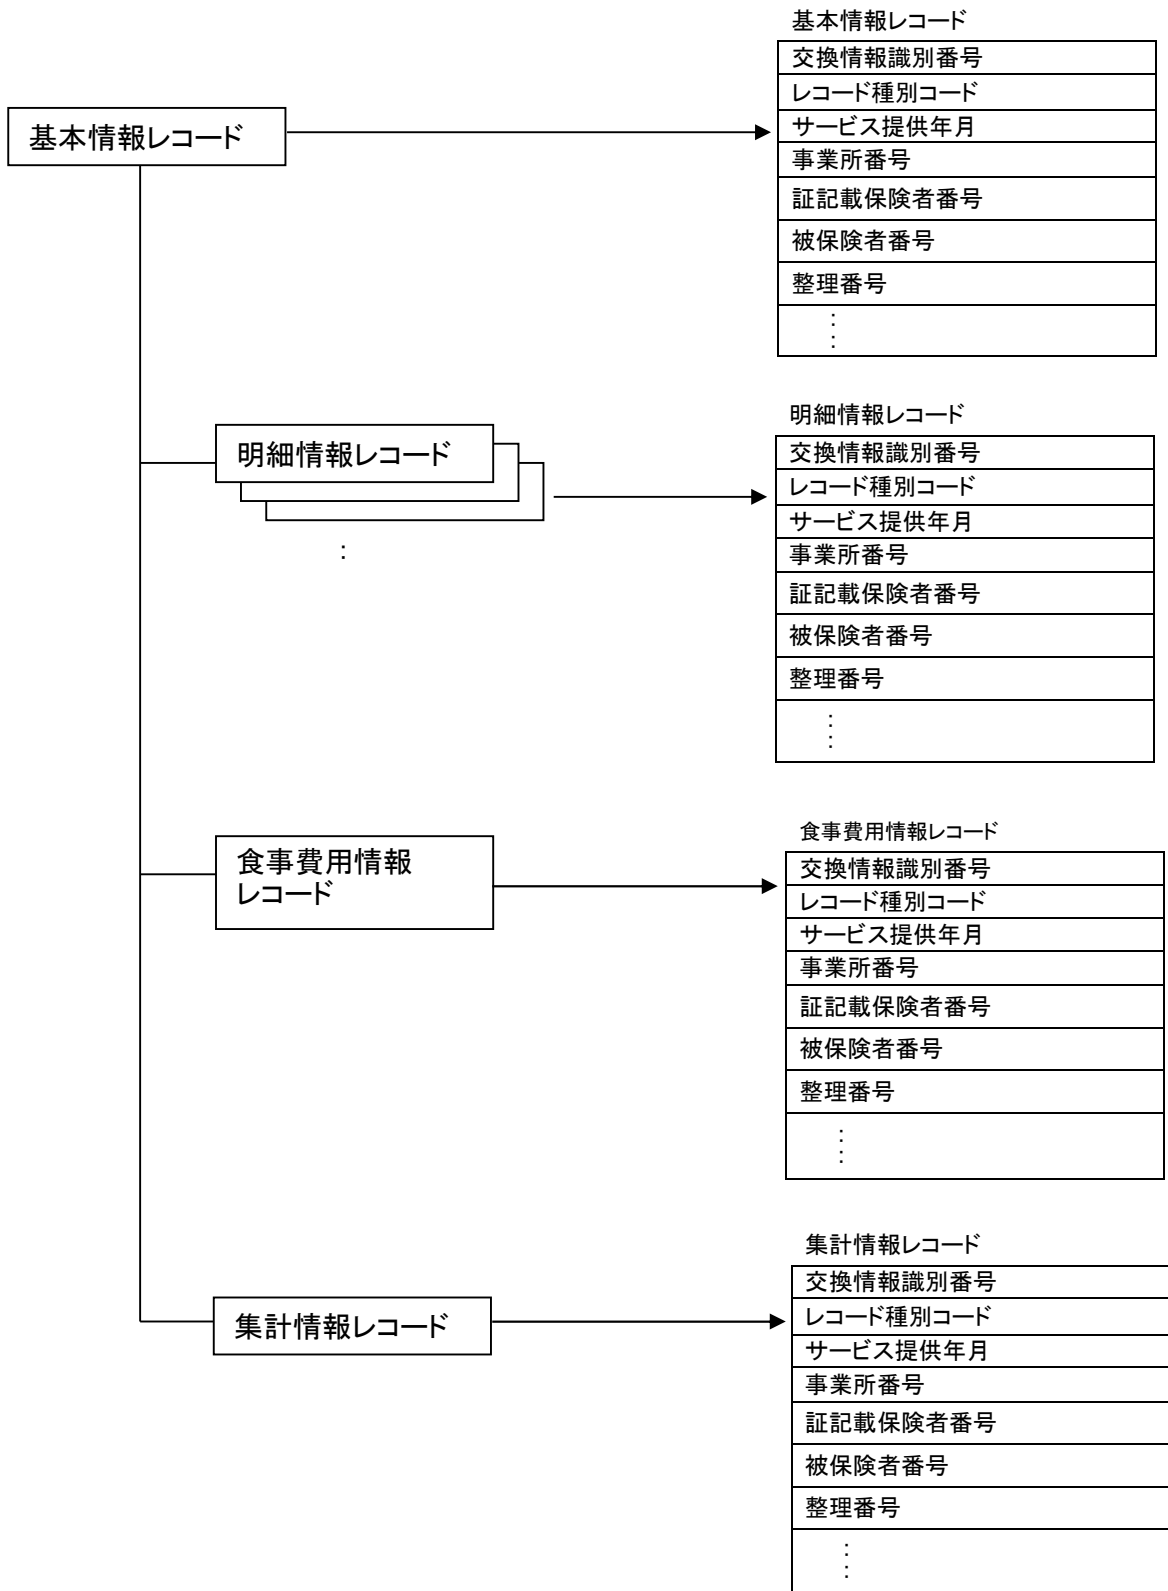 基本情報レコード
基本情報レコード
交換情報識別番号
レコード種別コード
サービス提供年月
事業所番号
証記載保険者番号
被保険者番号
整理番号
:
:
明細情報レコード
:
明細情報レコード
交換情報識別番号
レコード種別コード
サービス提供年月
事業所番号
証記載保険者番号
被保険者番号
整理番号
:
:
食事費用情報
レコード
食事費用情報レコード
交換情報識別番号
レコード種別コード
サービス提供年月
事業所番号
証記載保険者番号
被保険者番号
整理番号
:
:
集計情報レコード
集計情報レコード
交換情報識別番号
レコード種別コード
サービス提供年月
事業所番号
証記載保険者番号
被保険者番号
整理番号
:
: